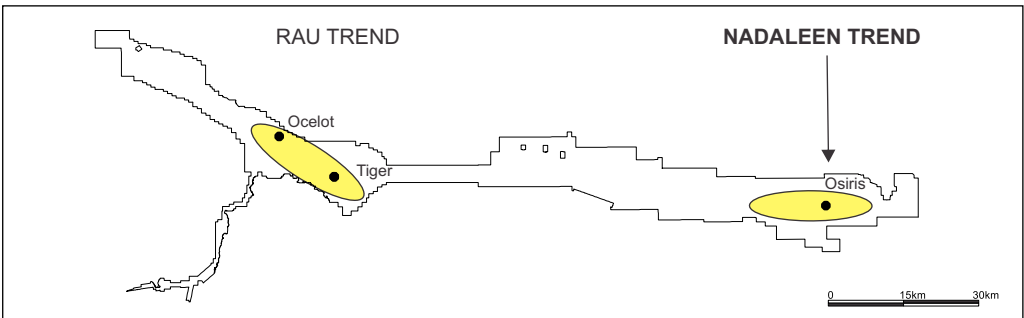 RAU TREND
NADALEEN TREND
Ocelot
Tiger
Osiris
0 15km 30km